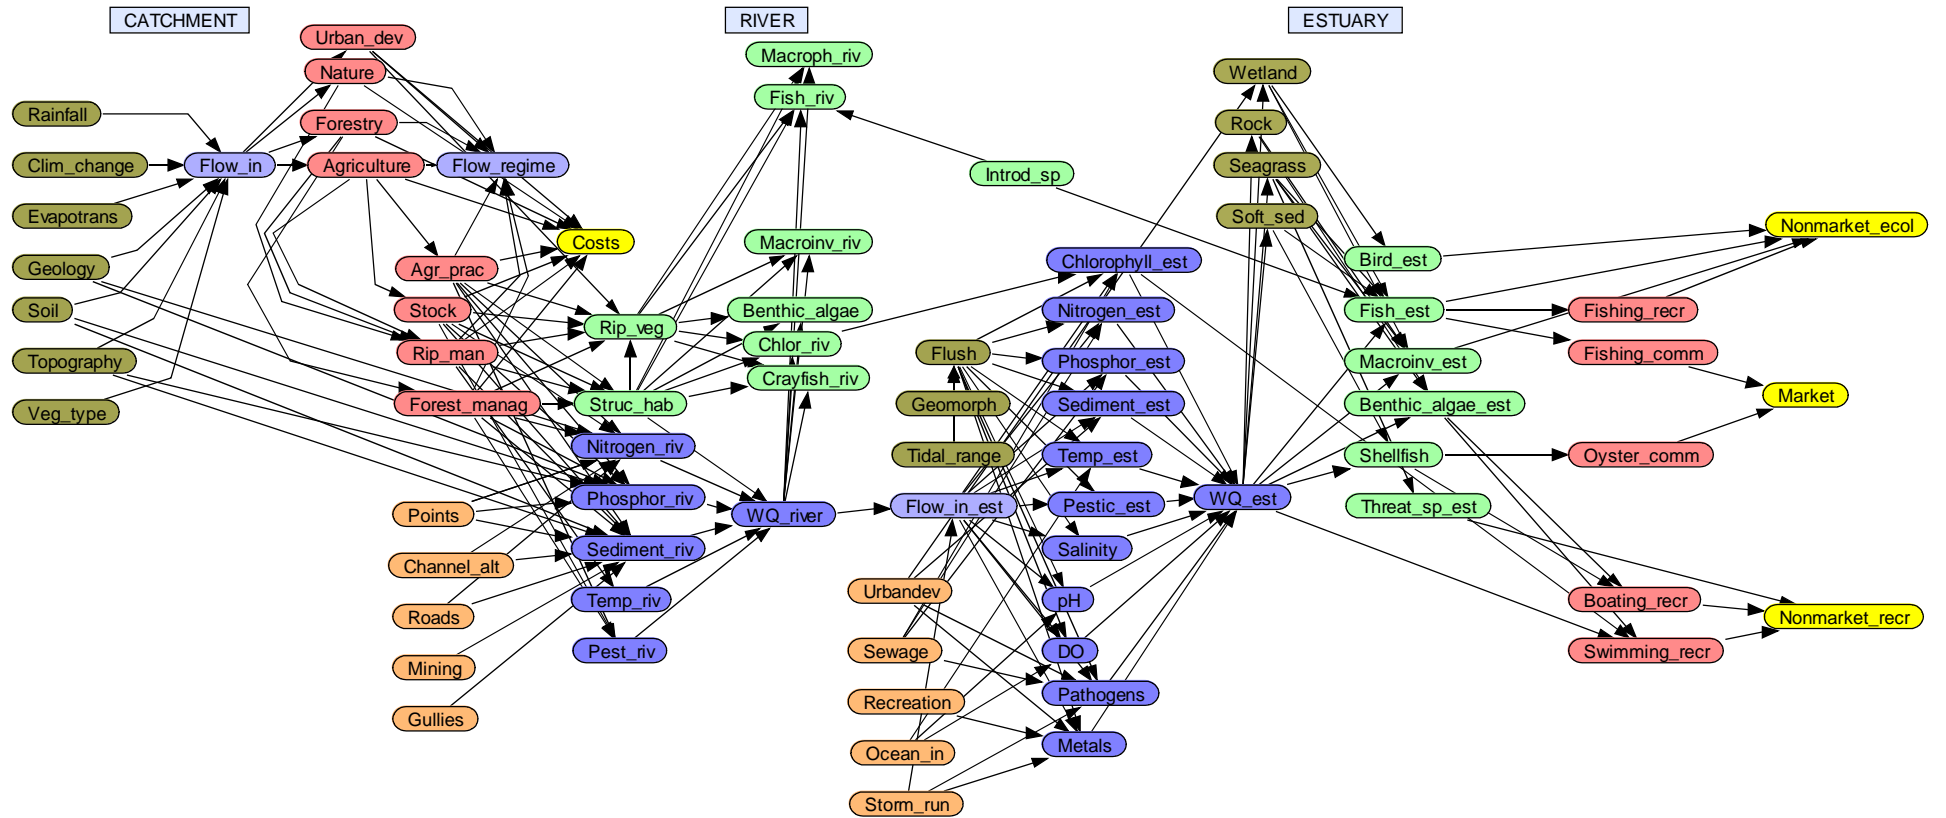 CATCHMENT
RIVER
ESTUARY
Urban_dev
Nature
Forestry
Agriculture
Rainfall
Clim_change
Evapotrans
Geology
Soil
Topography
Veg_type
Flow_in
Flow_regime
Costs
Agr_prac
Stock
Rip_man
Forest_manag
Points
Channel_alt
Roads
Mining
Gullies
Rip_veg
Struc_hab
Nitrogen_riv
Phosphor_riv
Sediment_riv
Temp_riv
Pest_riv
Macroph_riv
Fish_riv
Macroinv_riv
Benthic_algae
Chlor_riv
Crayfish_riv
WQ_river
Introd_sp
Flush
Geomorph
Tidal_range
Flow_in_est
Urbandev
Sewage
Recreation
Ocean_in
Storm_run
Chlorophyll_est
Nitrogen_est
Phosphor_est
Sediment_est
Temp_est
Pestic_est
Salinity
pH
DO
Pathogens
Metals
Wetland
Rock
Seagrass
Soft_sed
WQ_est
Bird_est
Fish_est
Macroinv_est
Benthic_algae_est
Shellfish
Threat_sp_est
Fishing_recr
Fishing_comm
Oyster_comm
Boating_recr
Swimming_recr
Nonmarket_ecol
Market
Nonmarket_recr